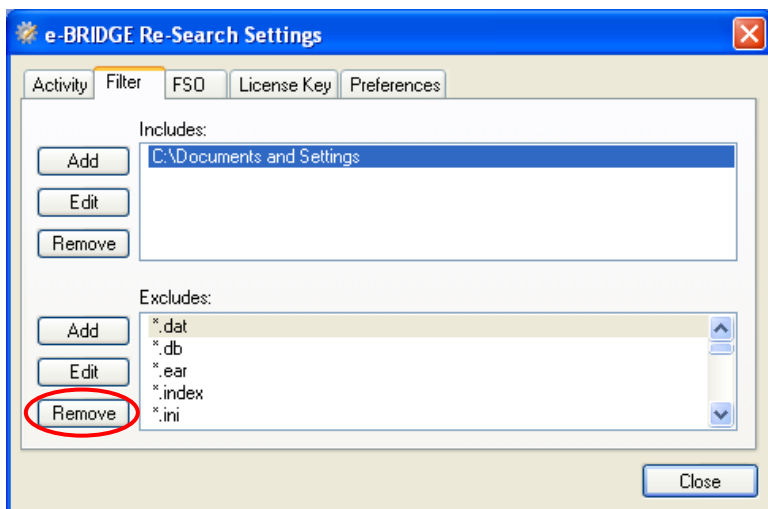 e-BRIDGE Re-Search Settings
Activity Filter FSO License Key Preferences
Includes:
Add
C:\Documents and Settings
Edit
Remove
Excludes:
Add
*.dat
*.db
Edit
*.ear
*.index
Remove
*.ini
Close